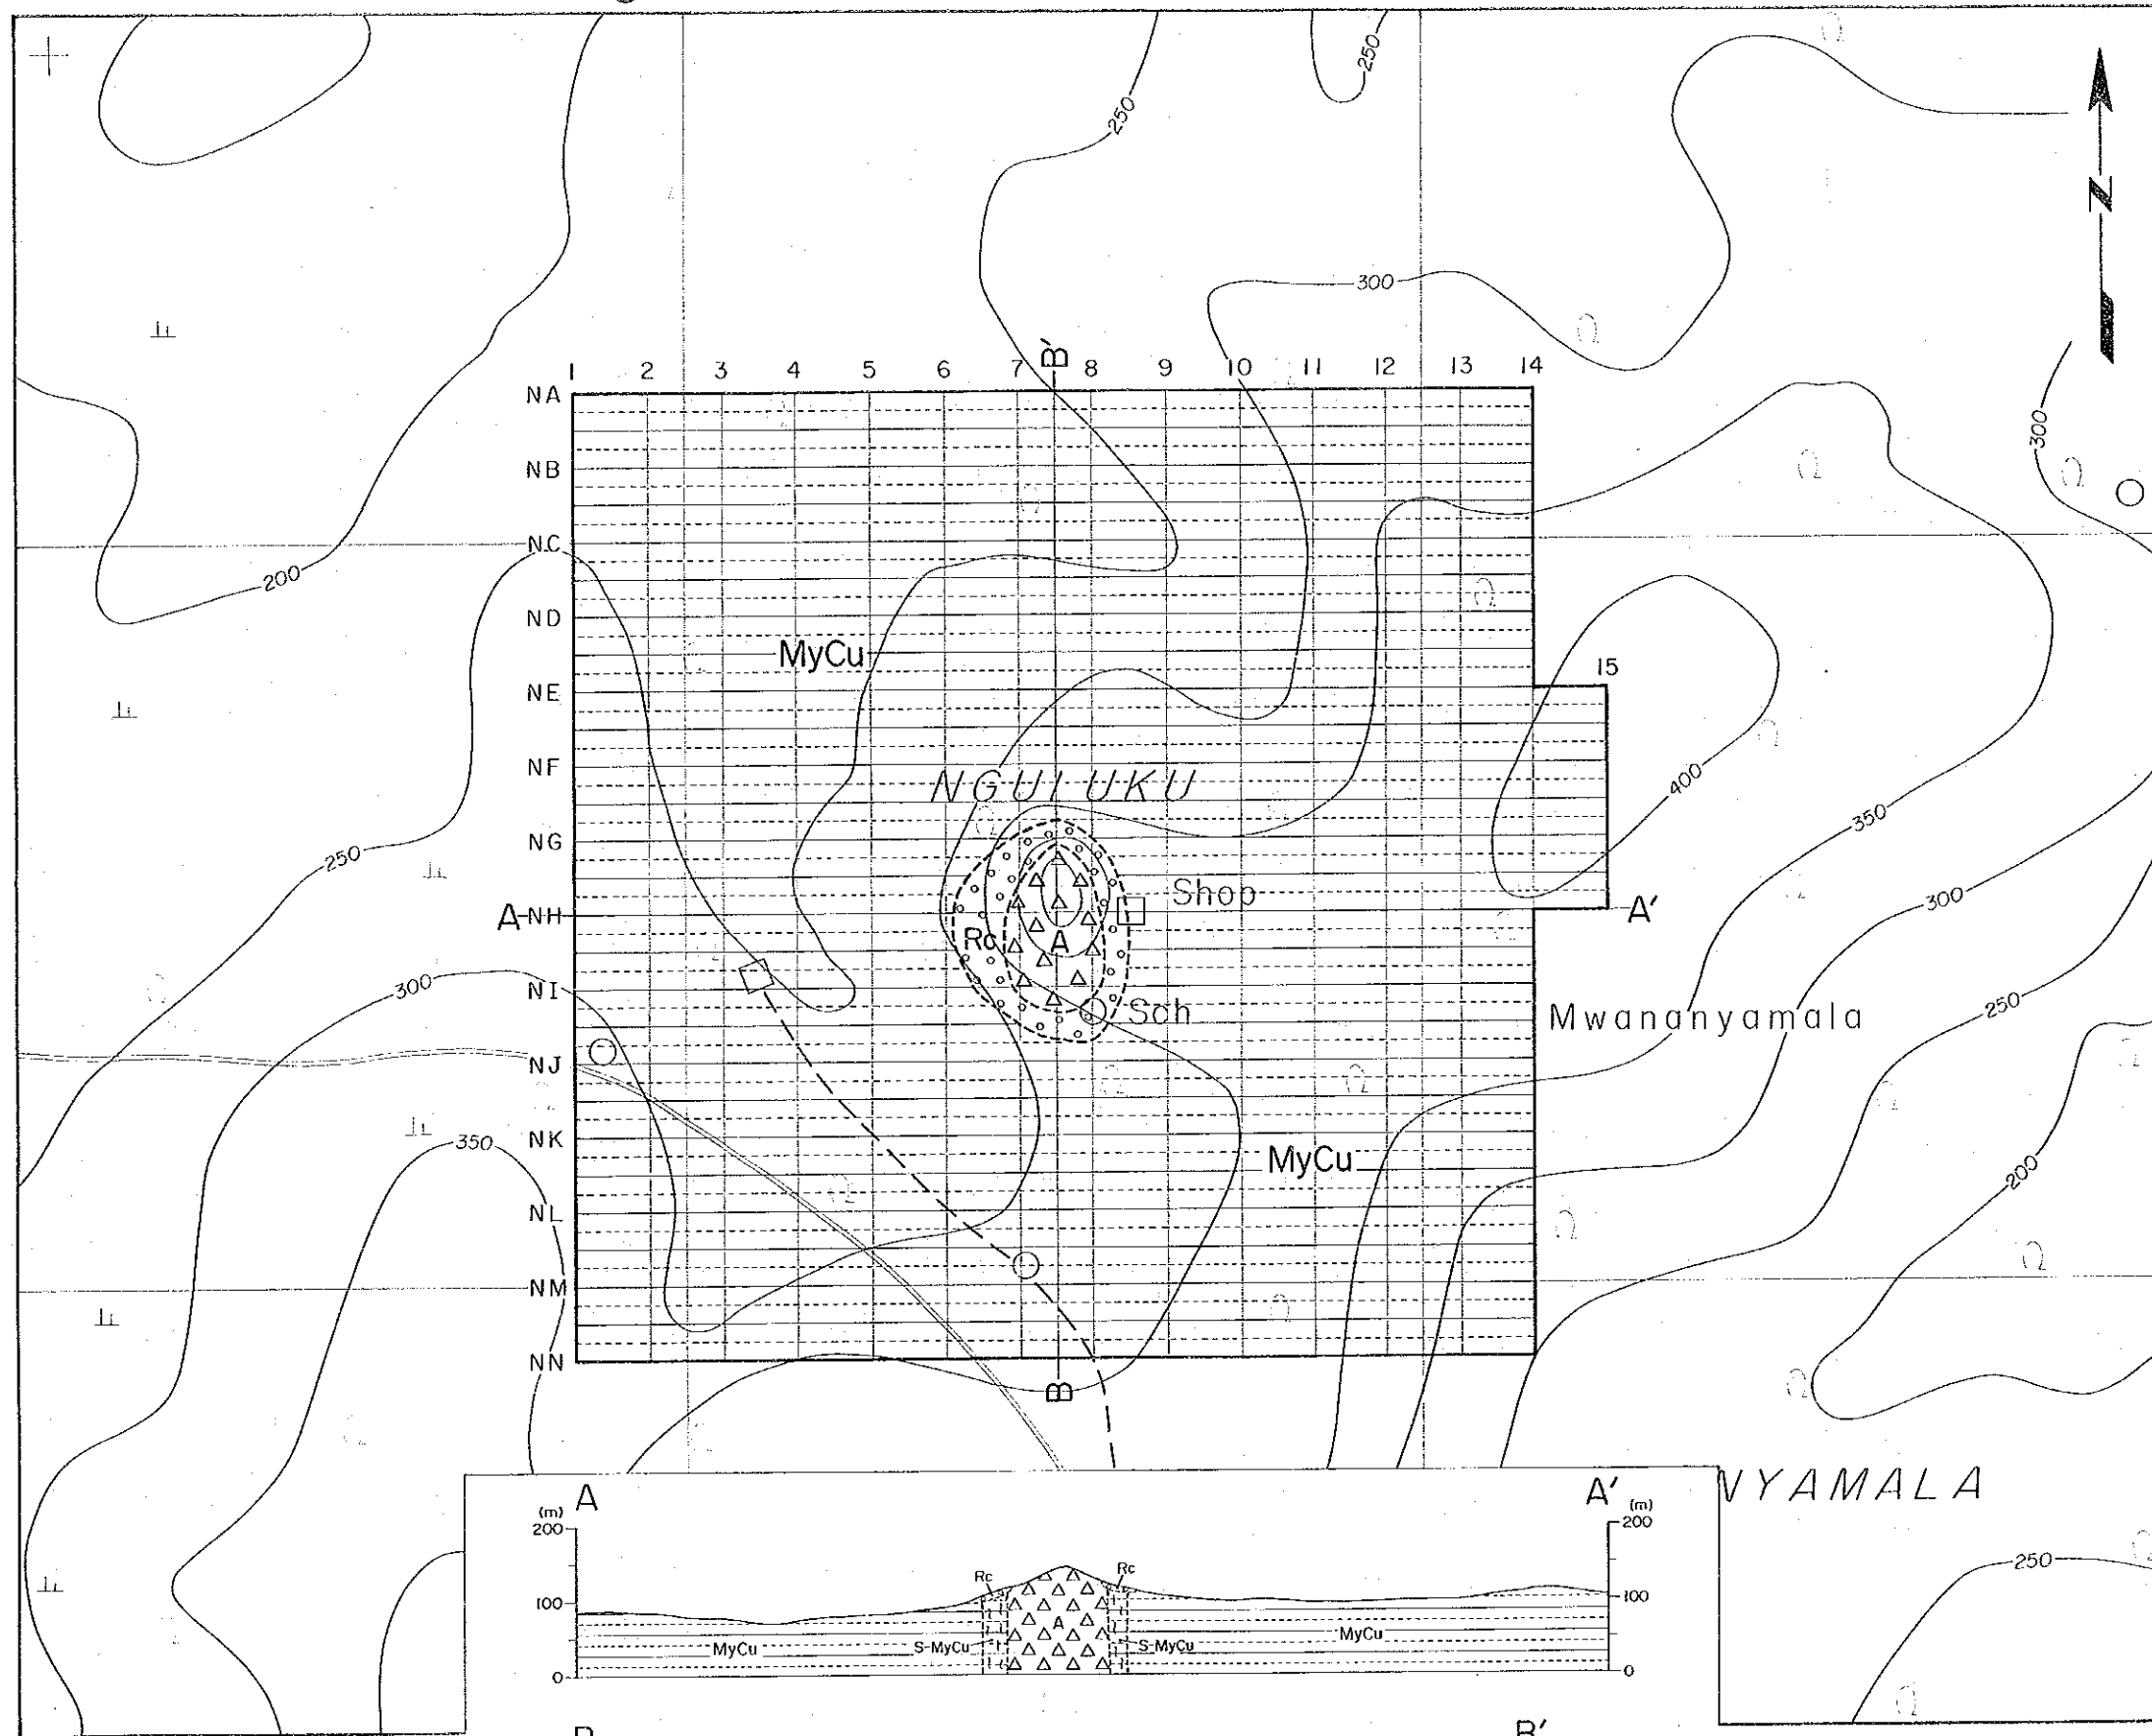 250
250
N
300
B'
1 2 3 4 5 6 7 8 9 10 11 12 13 14
NA
300
NB
NC
200
ND
MyCu
15
NE
NF
NGULUKU
400
350
NG
250
Shop
300
A NH A'
Rc A
300
NI
250
Sch
Mwananyamala
NJ
NK
350
MyCu
200
NL
NM
NN
B
NYAMALA
A A'
(m) (m)
200 200
Rc Rc
250
100 100
A
MyCu S-MyCu S-MyCu MyCu
0 0
B B'